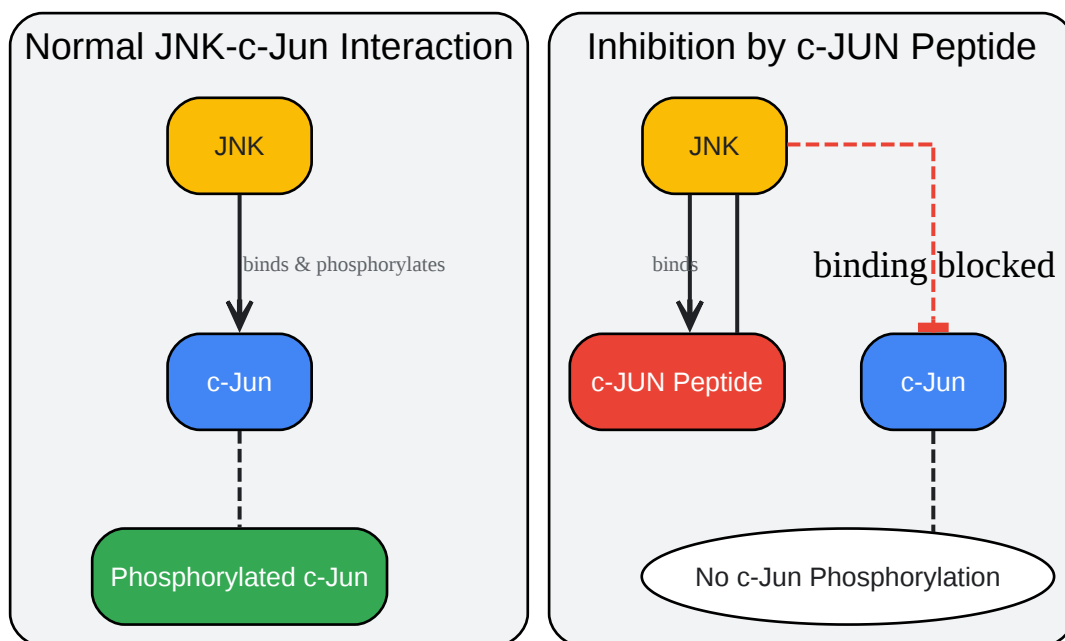 Normal JNK-c-Jun Interaction
JNK
binds & phosphorylates
c-Jun
Phosphorylated c-Jun
Inhibition by c-JUN Peptide
JNK
binds
binding blocked
c-JUN Peptide
c-Jun
No c-Jun Phosphorylation